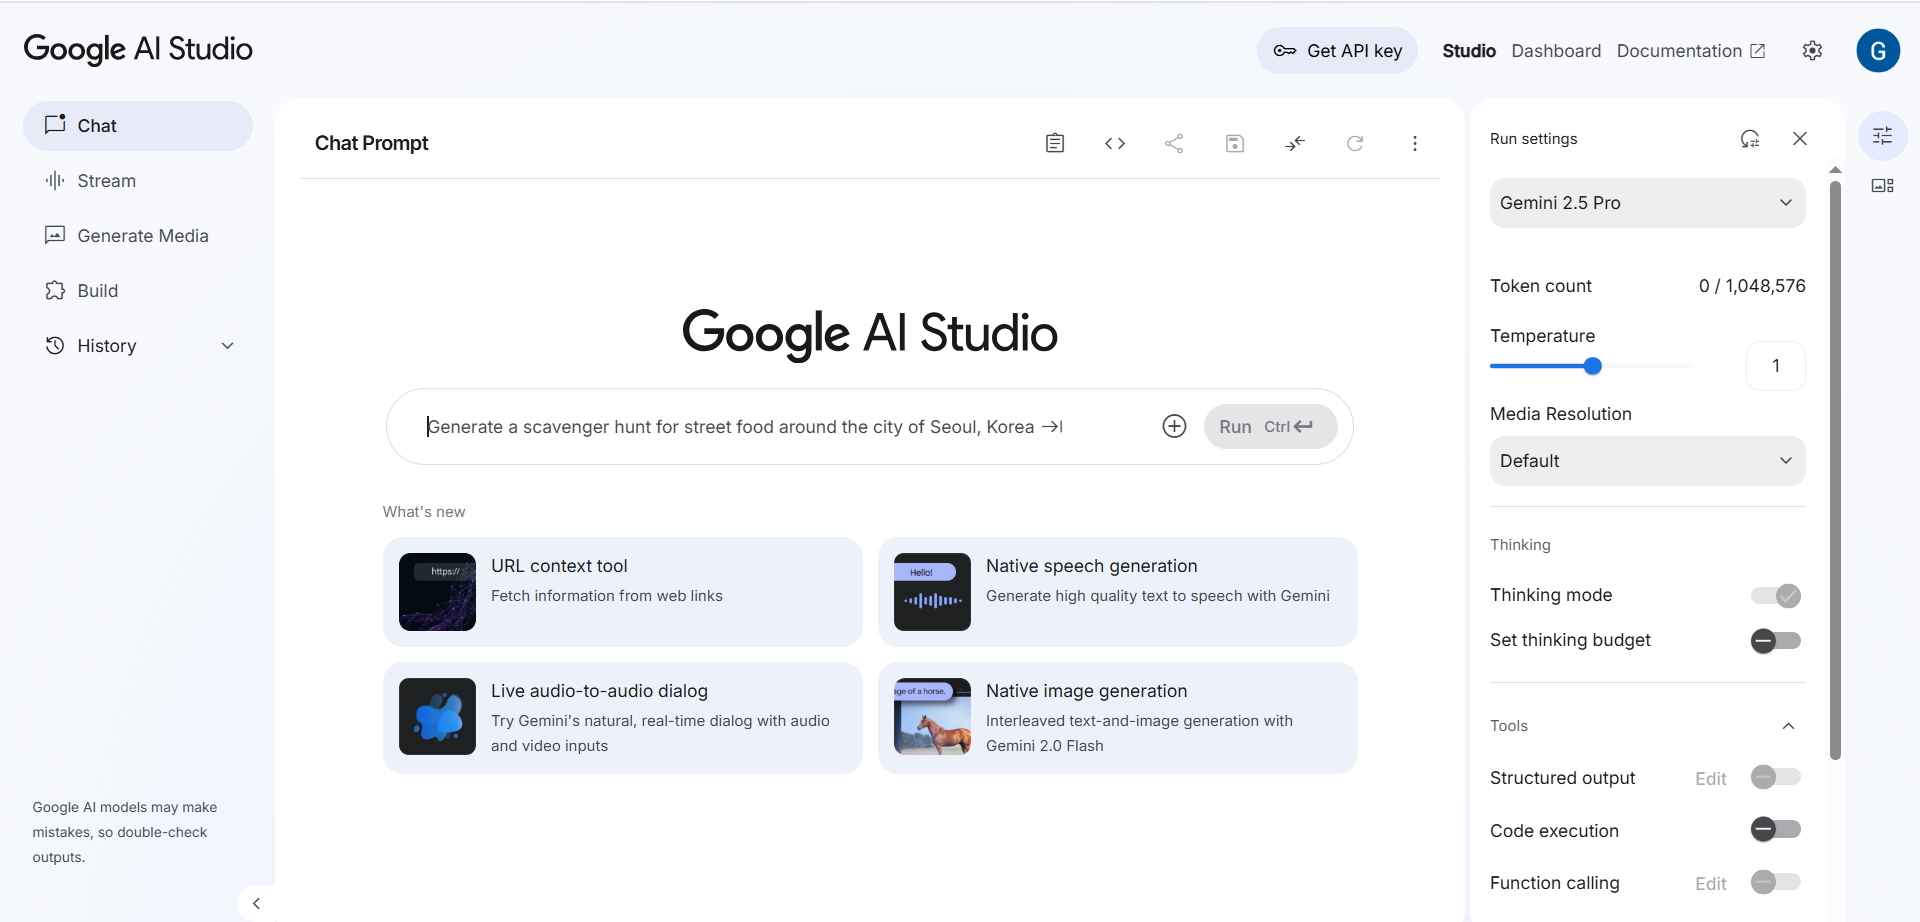 Google AI Studio
Get API key
Studio
Dashboard
Documentation
G
Chat
Stream
Generate Media
Build
History
Google AI models may make
mistakes, so double-check
outputs.
Chat Prompt
Google AI Studio
Generate a scavenger hunt for street food around the city of Seoul, Korea
Run Ctrl
What's new
https://
URL context tool
Fetch information from web links
Hello!
Native speech generation
Generate high quality text to speech with Gemini
Live audio-to-audio dialog
Try Gemini's natural, real-time dialog with audio
and video inputs
age of a horse.
Native image generation
Interleaved text-and-image generation with
Gemini 2.0 Flash
Run settings
Gemini 2.5 Pro
Token count 0 / 1,048,576
Temperature
1
Media Resolution
Default
Thinking
Thinking mode
Set thinking budget
Tools
Structured output Edit
Code execution
Function calling Edit